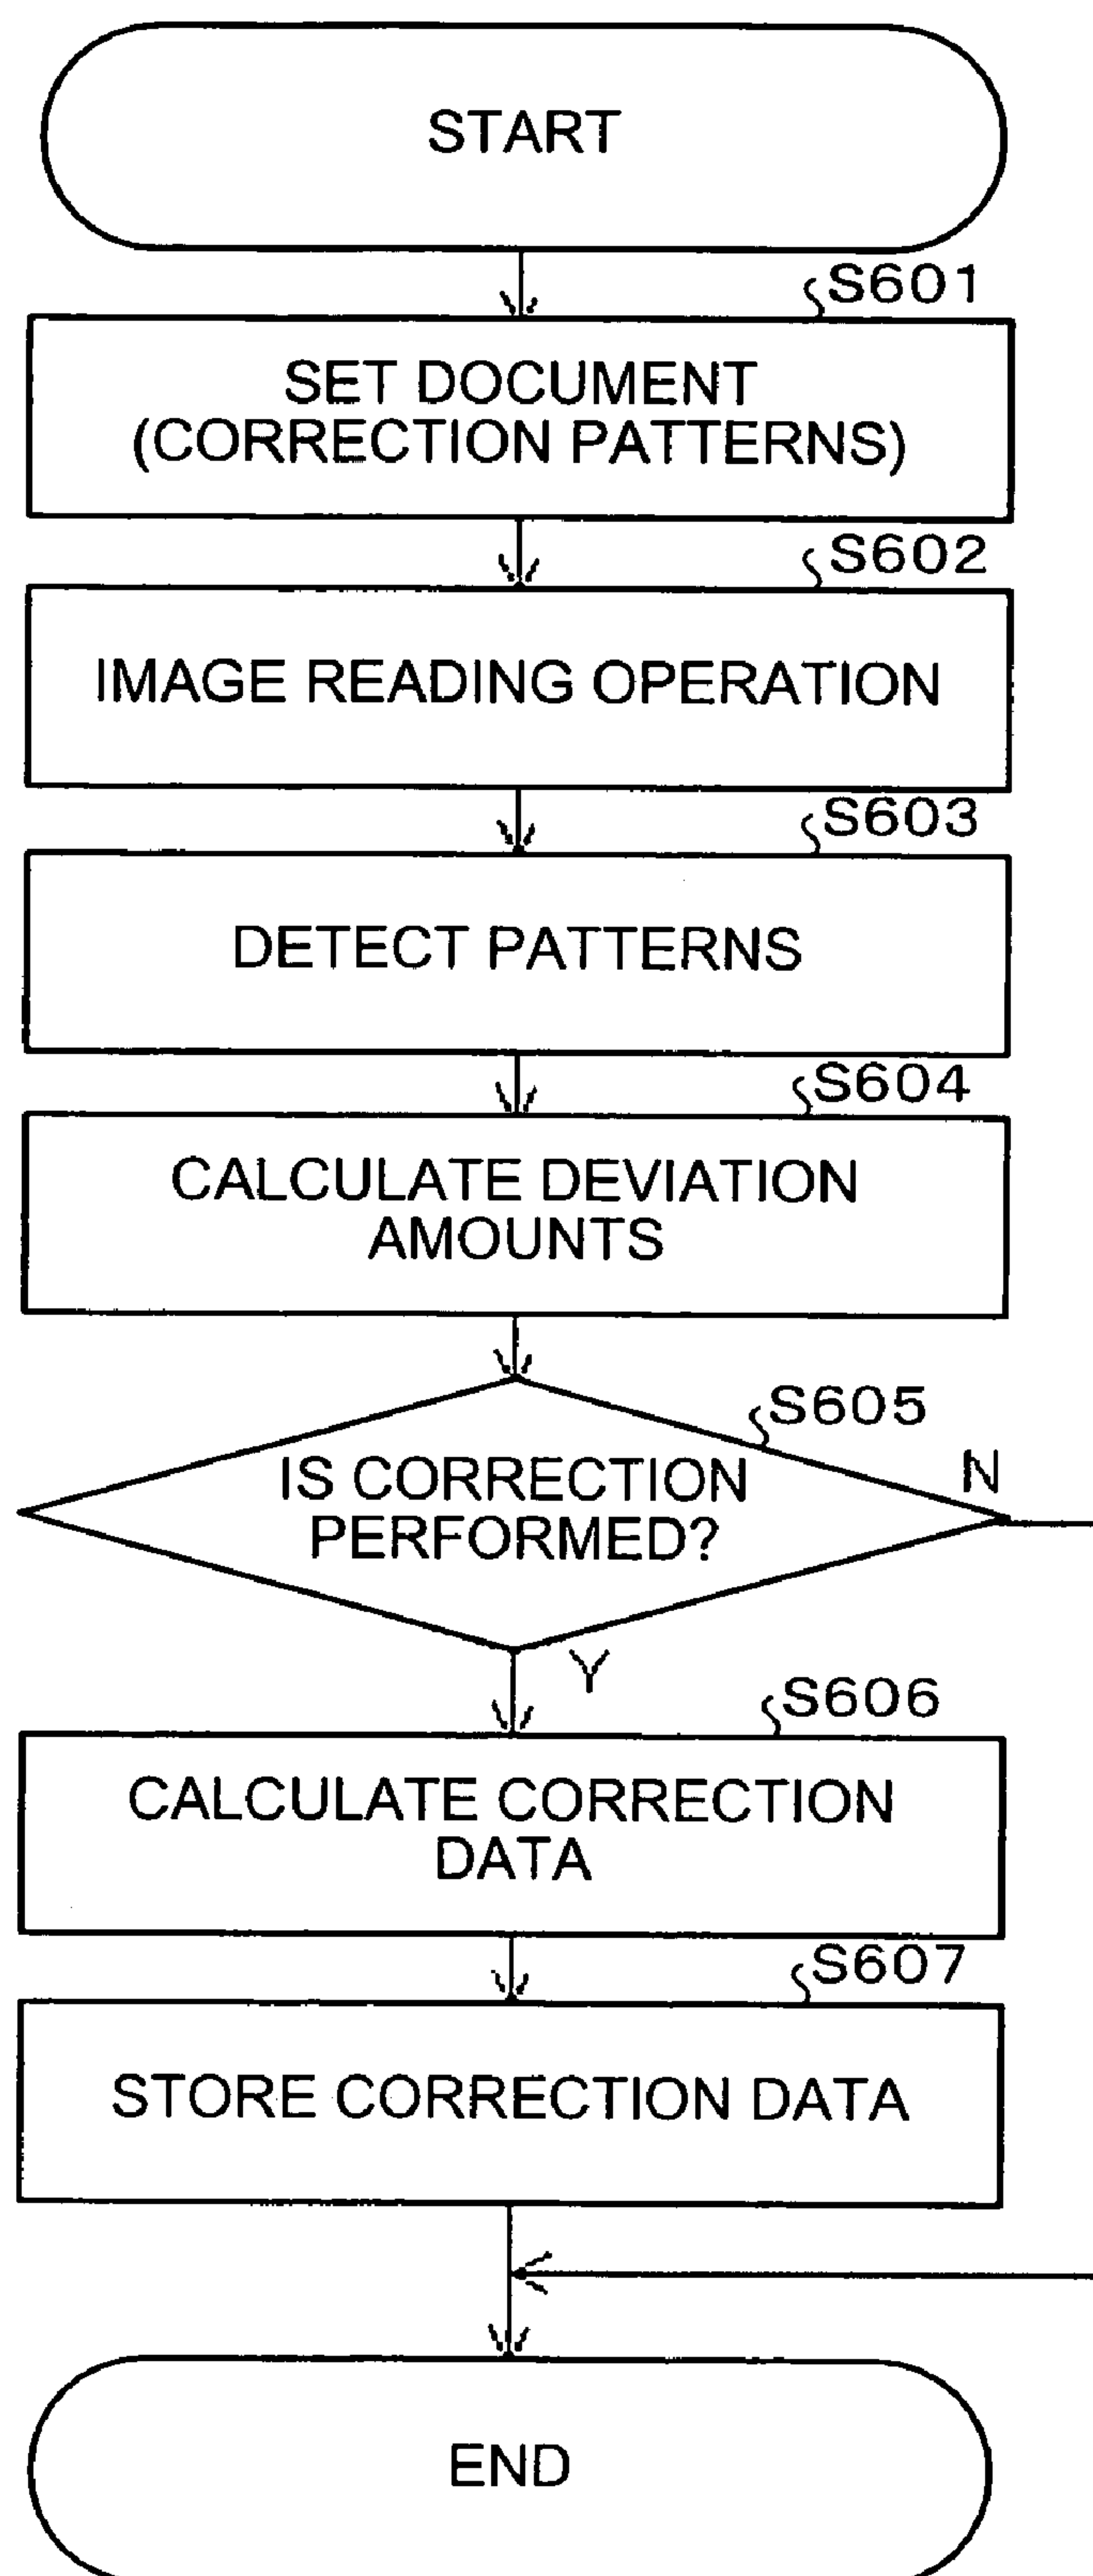 START
S601
SET DOCUMENT
(CORRECTION PATTERNS)
S602
IMAGE READING OPERATION
S603
DETECT PATTERNS
S604
CALCULATE DEVIATION
AMOUNTS
S605
IS CORRECTION
PERFORMED?
N
Y
S606
CALCULATE CORRECTION
DATA
S607
STORE CORRECTION DATA
END